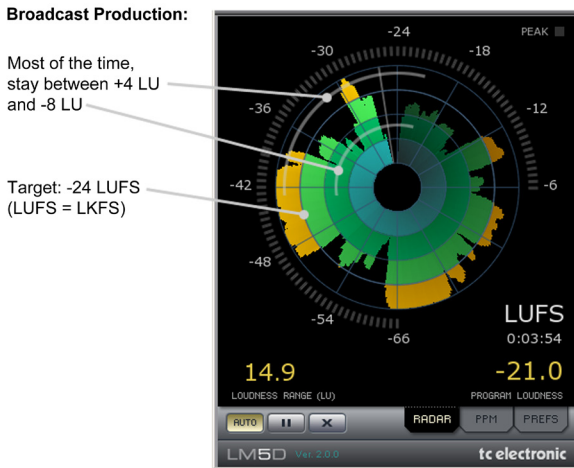 Broadcast Production:
Most of the time,
stay between +4 LU
and -8 LU
Target: -24 LUFS
(LUFS = LKFS)
PEAK
-24
-30
-18
-36
-12
-42
-6
-48
-54
-66
LUFS
0:03:54
14.9
-21.0
LOUDNESS RANGE (LU)
PROGRAM LOUDNESS
AUTO
X
RADAR
PPM
PREFS
LM5D
Ver. 2.0.0
tc electronic